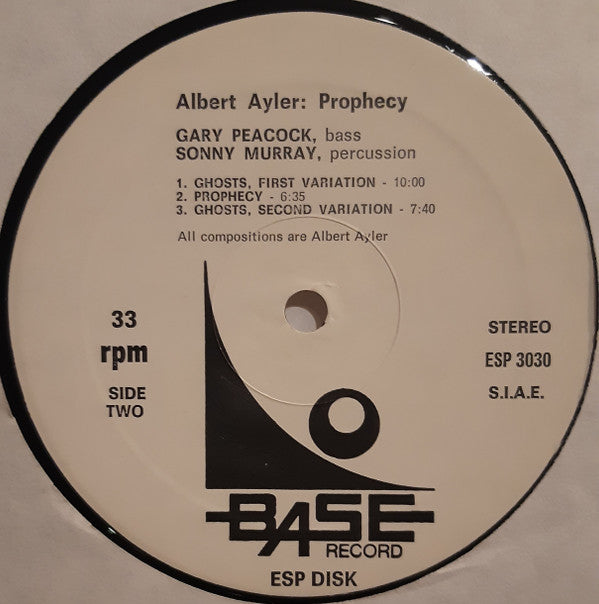 Albert Ayler: Prophecy
GARY PEACOCK, bass
SONNY MURRAY, percussion
1. GHOSTS, FIRST VARIATION - 10:00
2. PROPHECY - 6:35
3. GHOSTS, SECOND VARIATION - 7:40
All compositions are Albert Ayler
33
rpm
SIDE
TWO
STEREO
ESP 3030
S.I.A.E.
BASE
RECORD
ESP DISK